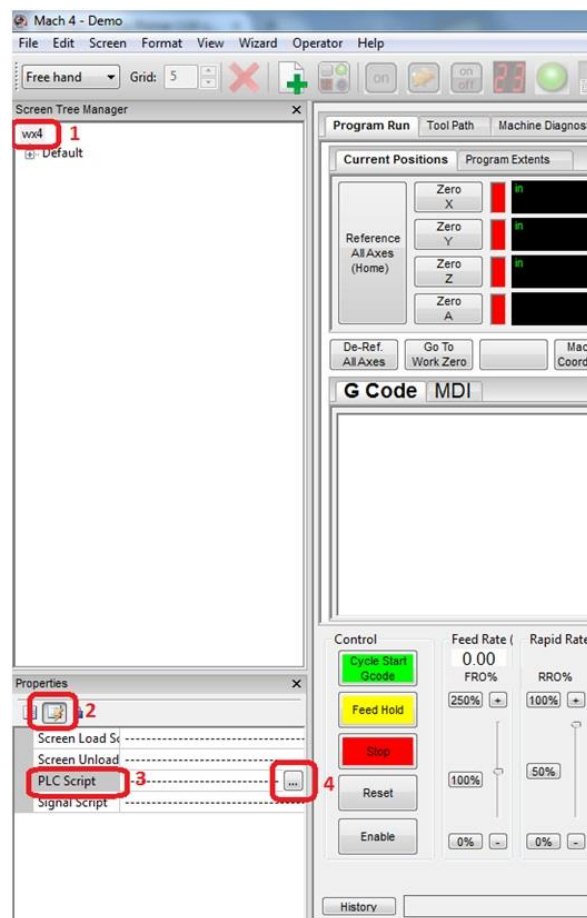 Mach 4 - Demo
File Edit Screen Format View Wizard Operator Help
Free hand Grid: 5 on on off 23
Screen Tree Manager
wx4 1
Default
Program Run Tool Path Machine Diagnos
Current Positions Program Extents
Reference All Axes (Home)
Zero X in
Zero Y in
Zero Z in
Zero A
De-Ref. All Axes
Go To Work Zero
Mac
Coord
G Code MDI
Control
Cycle Start Gcode
Feed Hold
Stop
Reset
Enable
Feed Rate (
0.00
FRO%
250% +
100%
0% -
Rapid Rate
RRO%
100% +
50%
0% -
History
Properties
2
Screen Load Sc
Screen Unload
PLC Script 3 ... 4
Signal Script